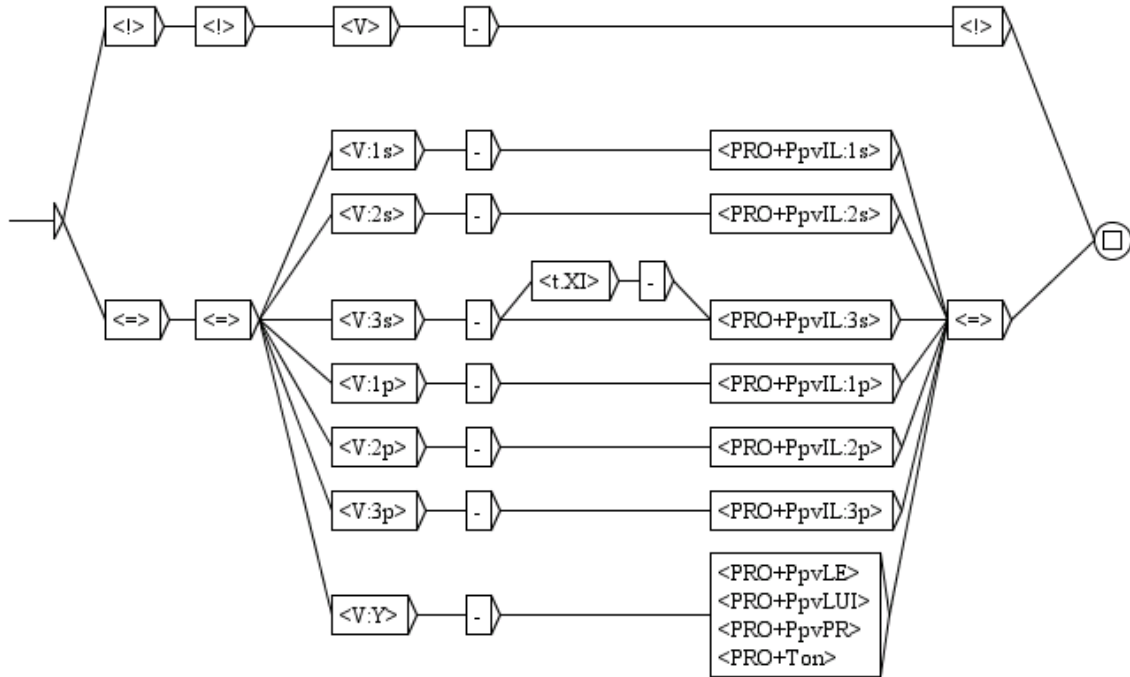 <!> <!> <V> - <!>
<V:1s> - <PRO+PpvIL:1s>
<V:2s> - <PRO+PpvIL:2s>
<t.XI> -
<=> <=> <V:3s> - <PRO+PpvIL:3s> <=>
<V:1p> - <PRO+PpvIL:1p>
<V:2p> - <PRO+PpvIL:2p>
<V:3p> - <PRO+PpvIL:3p>
<PRO+PpvLE>
<PRO+PpvLUI>
<V:Y> - <PRO+PpvPR>
<PRO+Ton>